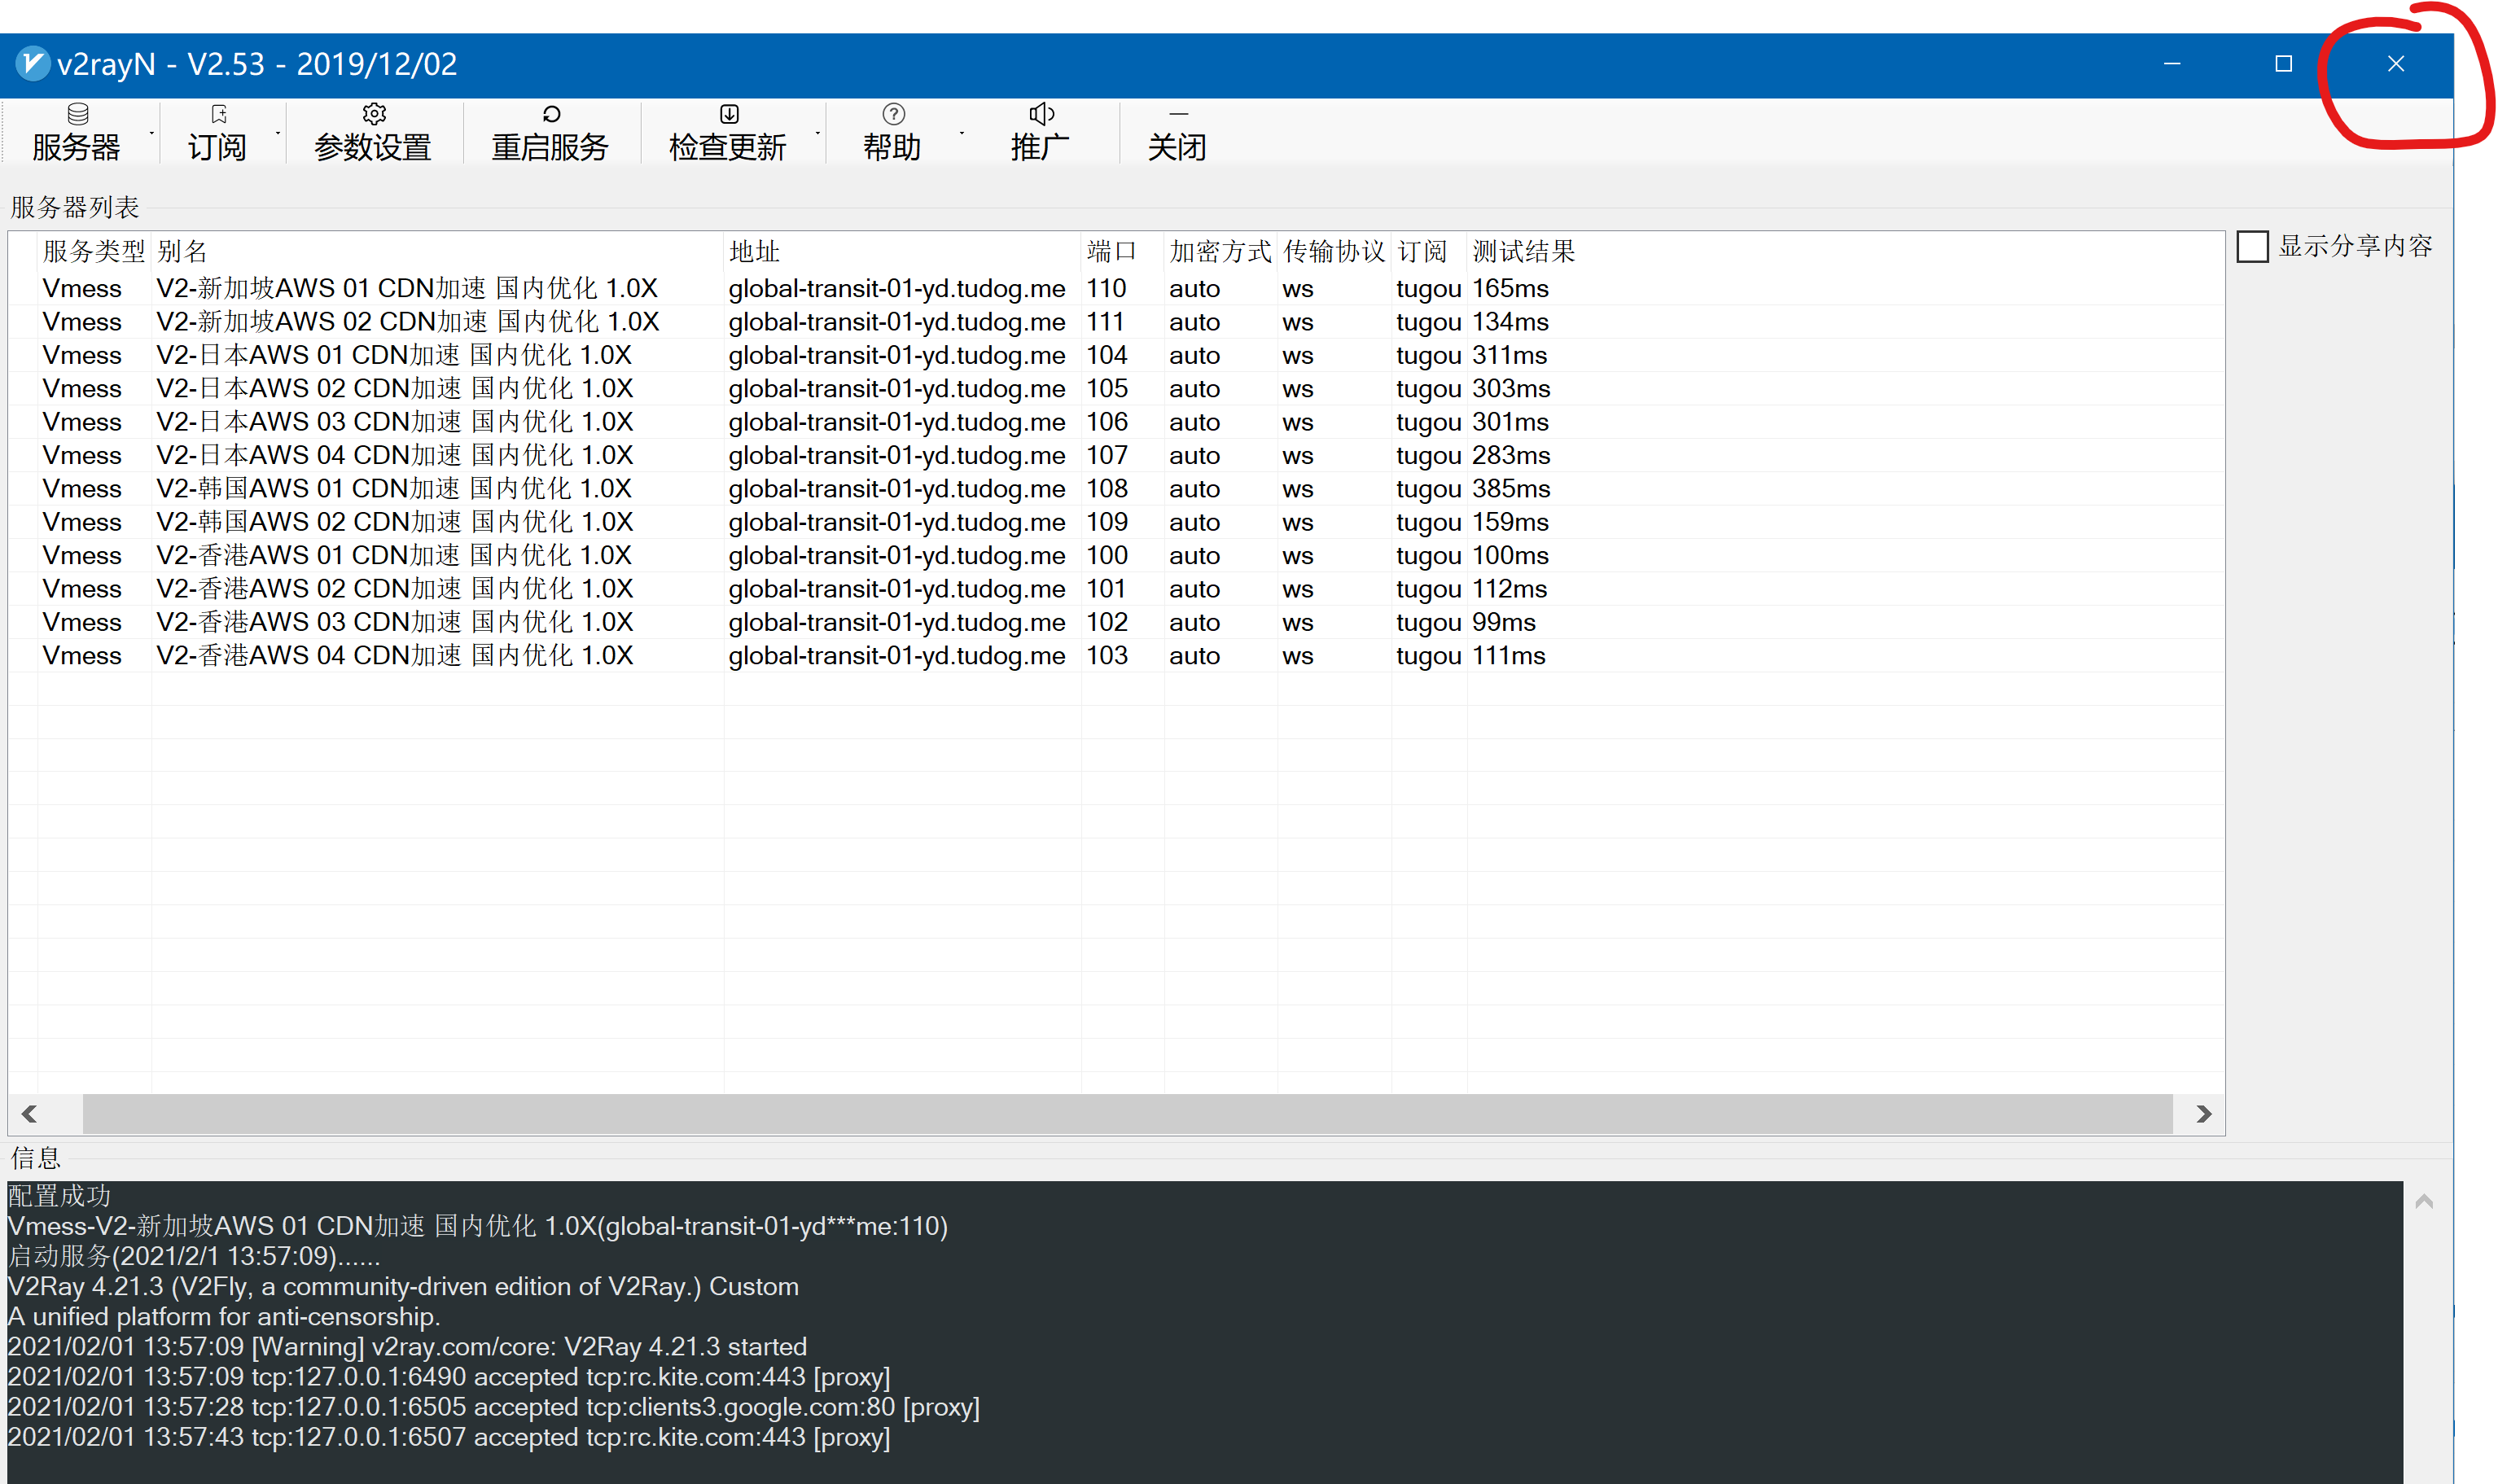 v2rayN - V2.53 - 2019/12/02
服务器 订阅 参数设置 重启服务 检查更新 帮助 推广 关闭
服务器列表
服务类型 别名 地址 端口 加密方式 传输协议 订阅 测试结果 显示分享内容
Vmess V2-新加坡AWS 01 CDN加速 国内优化 1.0X global-transit-01-yd.tudog.me 110 auto ws tugou 165ms
Vmess V2-新加坡AWS 02 CDN加速 国内优化 1.0X global-transit-01-yd.tudog.me 111 auto ws tugou 134ms
Vmess V2-日本AWS 01 CDN加速 国内优化 1.0X global-transit-01-yd.tudog.me 104 auto ws tugou 311ms
Vmess V2-日本AWS 02 CDN加速 国内优化 1.0X global-transit-01-yd.tudog.me 105 auto ws tugou 303ms
Vmess V2-日本AWS 03 CDN加速 国内优化 1.0X global-transit-01-yd.tudog.me 106 auto ws tugou 301ms
Vmess V2-日本AWS 04 CDN加速 国内优化 1.0X global-transit-01-yd.tudog.me 107 auto ws tugou 283ms
Vmess V2-韩国AWS 01 CDN加速 国内优化 1.0X global-transit-01-yd.tudog.me 108 auto ws tugou 385ms
Vmess V2-韩国AWS 02 CDN加速 国内优化 1.0X global-transit-01-yd.tudog.me 109 auto ws tugou 159ms
Vmess V2-香港AWS 01 CDN加速 国内优化 1.0X global-transit-01-yd.tudog.me 100 auto ws tugou 100ms
Vmess V2-香港AWS 02 CDN加速 国内优化 1.0X global-transit-01-yd.tudog.me 101 auto ws tugou 112ms
Vmess V2-香港AWS 03 CDN加速 国内优化 1.0X global-transit-01-yd.tudog.me 102 auto ws tugou 99ms
Vmess V2-香港AWS 04 CDN加速 国内优化 1.0X global-transit-01-yd.tudog.me 103 auto ws tugou 111ms
信息
配置成功
Vmess-V2-新加坡AWS 01 CDN加速 国内优化 1.0X(global-transit-01-yd***me:110)
启动服务(2021/2/1 13:57:09)......
V2Ray 4.21.3 (V2Fly, a community-driven edition of V2Ray.) Custom
A unified platform for anti-censorship.
2021/02/01 13:57:09 [Warning] v2ray.com/core: V2Ray 4.21.3 started
2021/02/01 13:57:09 tcp:127.0.0.1:6490 accepted tcp:rc.kite.com:443 [proxy]
2021/02/01 13:57:28 tcp:127.0.0.1:6505 accepted tcp:clients3.google.com:80 [proxy]
2021/02/01 13:57:43 tcp:127.0.0.1:6507 accepted tcp:rc.kite.com:443 [proxy]